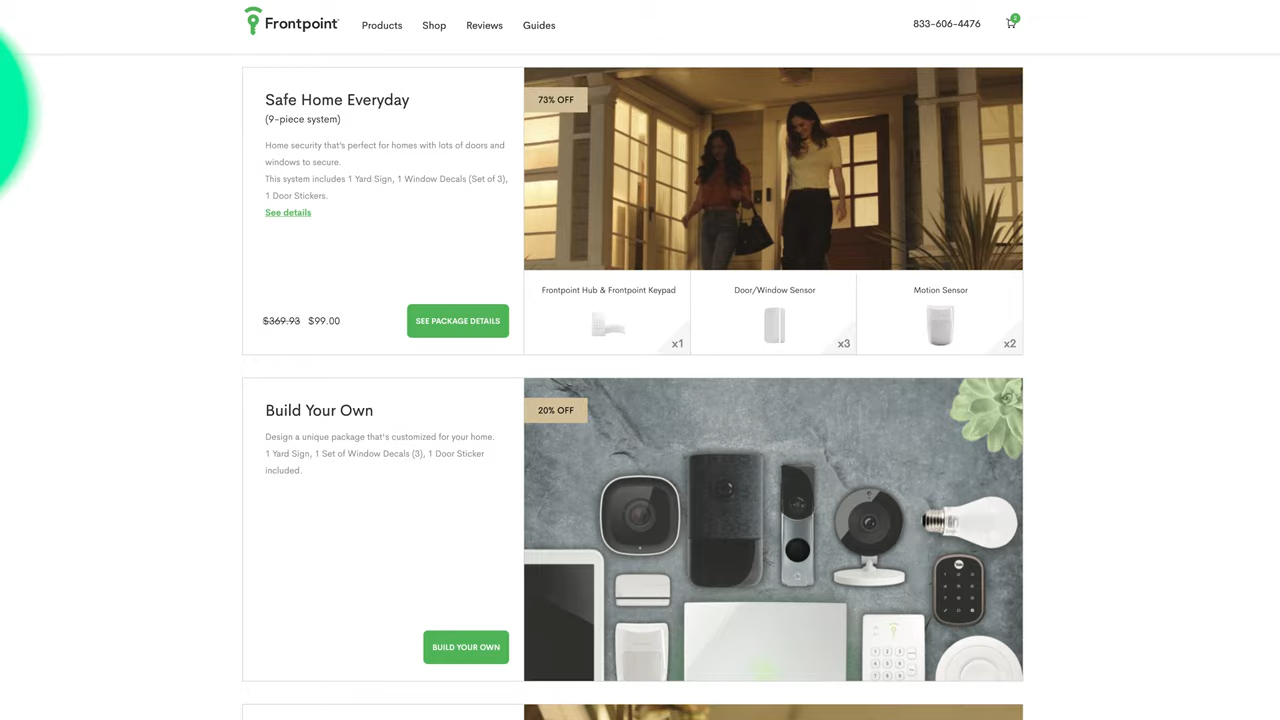 Frontpoint
Products
Shop
Reviews
Guides
833-606-4476
2
Safe Home Everyday
(9-piece system)
Home security that's perfect for homes with lots of doors and
windows to secure.
This system includes 1 Yard Sign, 1 Window Decals (Set of 3),
1 Door Stickers.
See details
$369.93 $99.00
SEE PACKAGE DETAILS
73% OFF
Frontpoint Hub & Frontpoint Keypad
x1
Door/Window Sensor
x3
Motion Sensor
x2
Build Your Own
Design a unique package that's customized for your home.
1 Yard Sign, 1 Set of Window Decals (3), 1 Door Sticker
included.
BUILD YOUR OWN
20% OFF